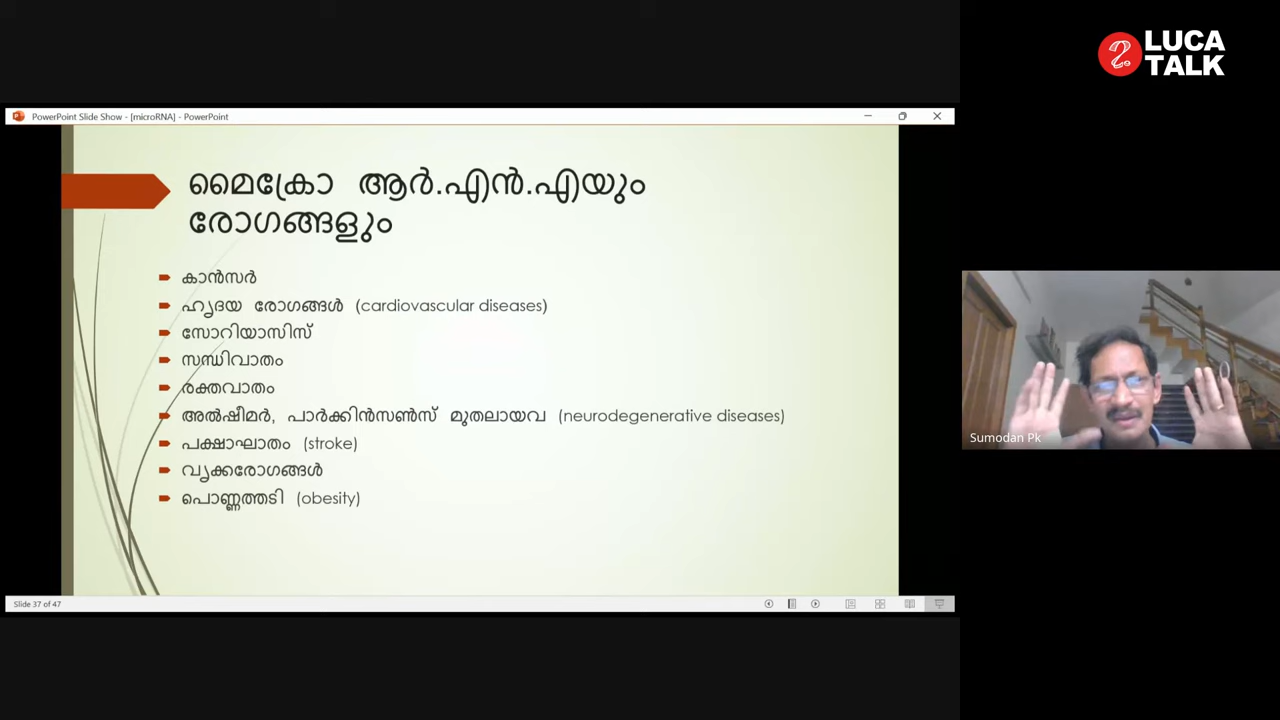 LUCA
TALK
PowerPoint Slide Show - [microRNA] - PowerPoint
മൈക്രോ ആർ.എൻ.എയും
രോഗങ്ങളും
കാൻസർ
ഹൃദയ രോഗങ്ങൾ (cardiovascular diseases)
സോറിയാസിസ്
സന്ധിവാതം
രക്തവാതം
അൽഷീമർ, പാർക്കിൻസൺസ് മുതലായവ (neurodegenerative diseases)
പക്ഷാഘാതം (stroke)
വൃക്കരോഗങ്ങൾ
പൊണ്ണത്തടി (obesity)
Sumodan Pk
Slide 37 of 47